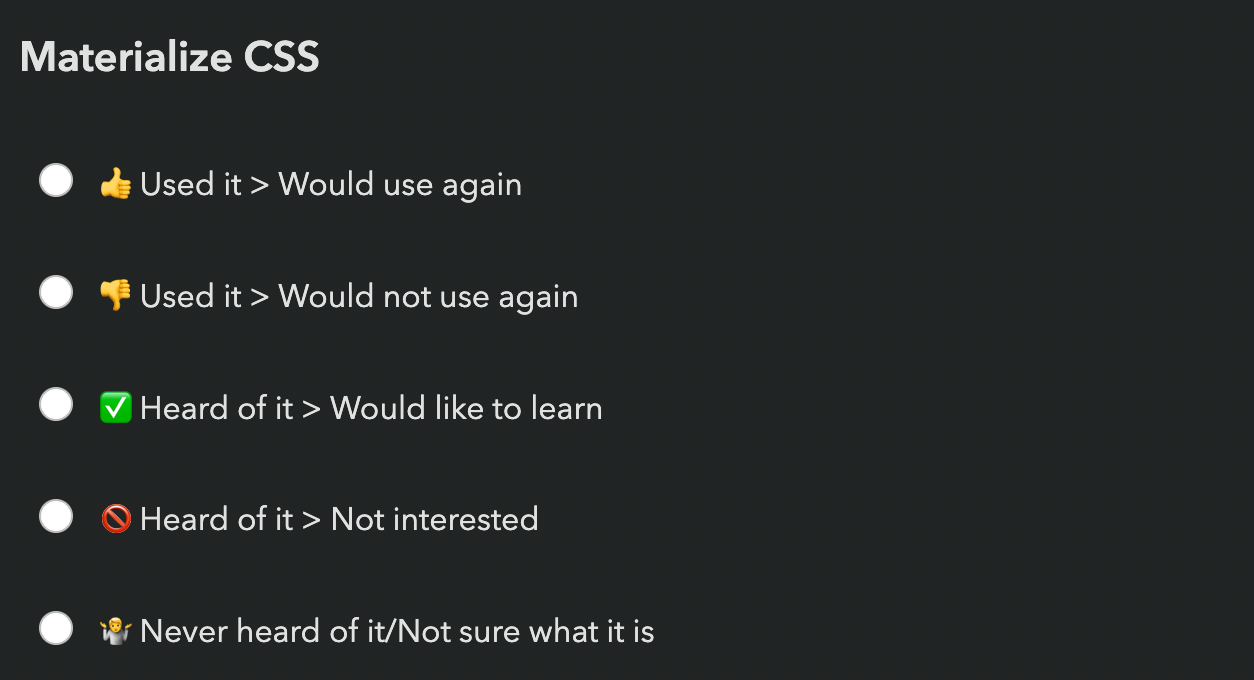 Materialize CSS
👍 Used it > Would use again
👎 Used it > Would not use again
✅ Heard of it > Would like to learn
🚫 Heard of it > Not interested
🤷 Never heard of it/Not sure what it is